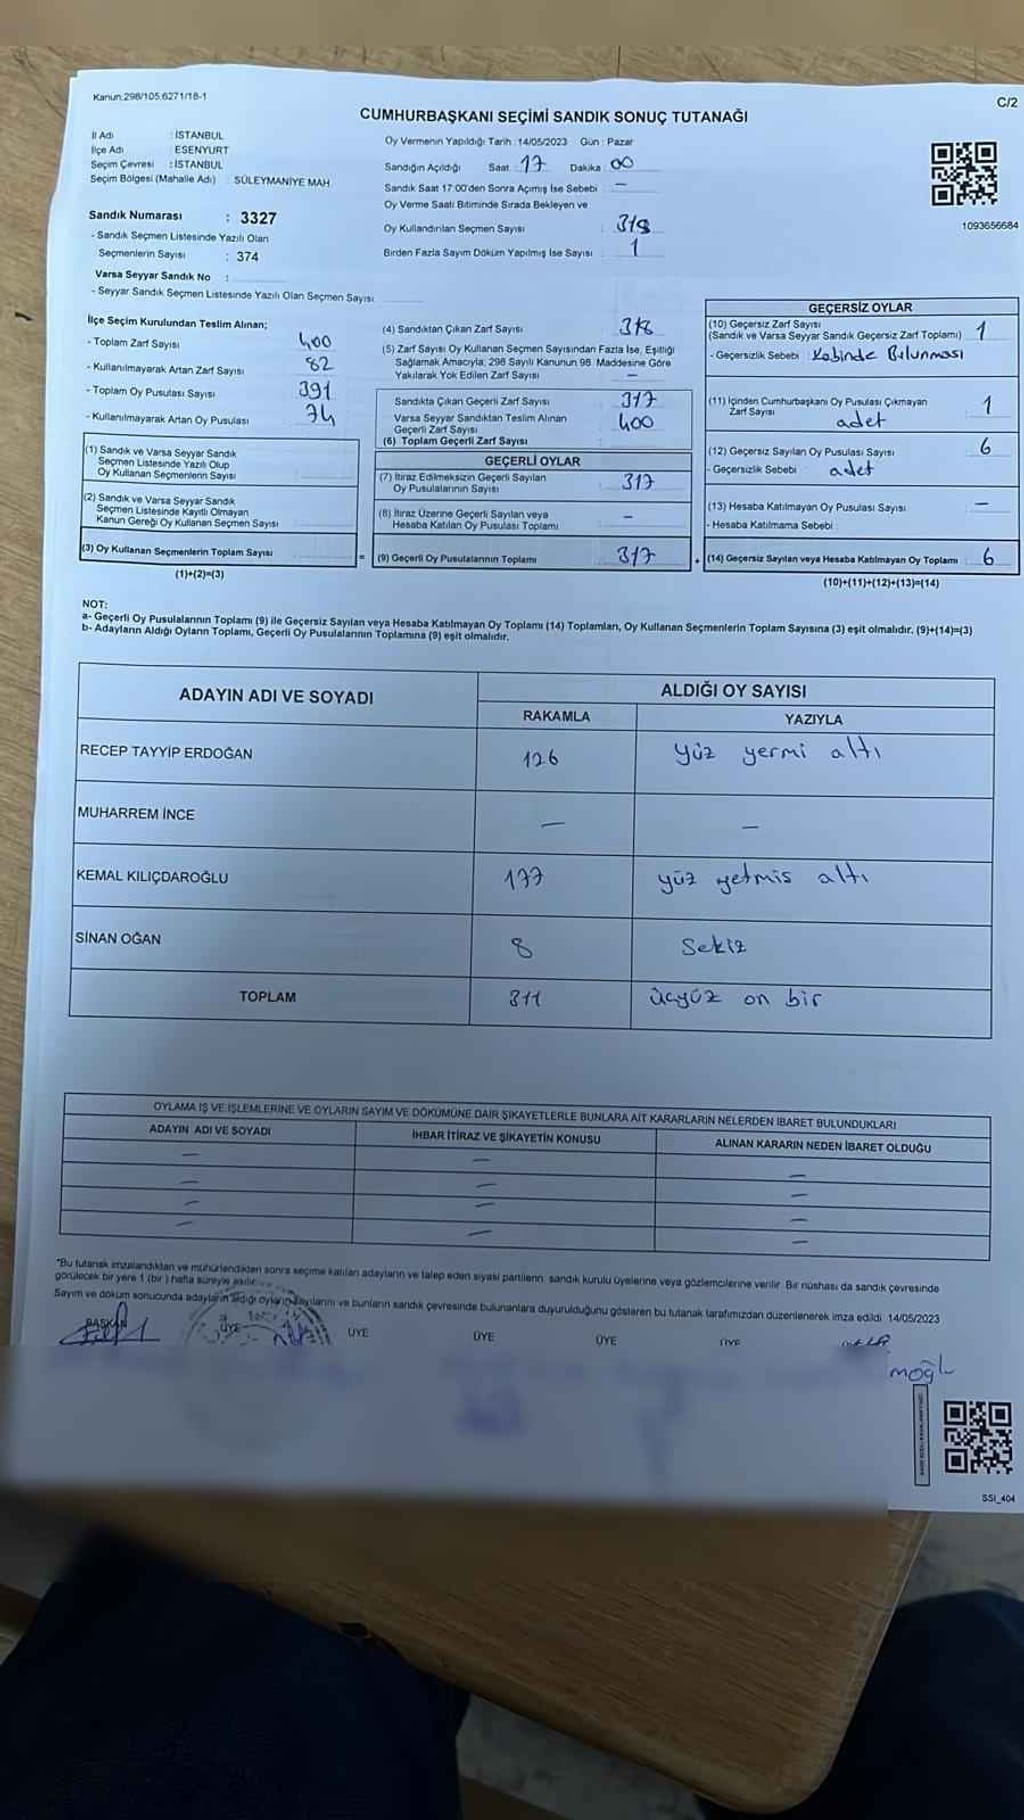 Kanun:298/105,6271/18-1
C/2
CUMHURBAŞKANI SEÇİMİ SANDIK SONUÇ TUTANAĞI
İl Adı : İSTANBUL
İlçe Adı : ESENYURT
Seçim Çevresi : İSTANBUL
Seçim Bölgesi (Mahalle Adı) : SÜLEYMANİYE MAH.
Sandık Numarası : 3327
- Sandık Seçmen Listesinde Yazılı Olan
Seçmenlerin Sayısı : 374
Varsa Seyyar Sandık No :
- Seyyar Sandık Seçmen Listesinde Yazılı Olan Seçmen Sayısı
Oy Vermenin Yapıldığı Tarih : 14/05/2023 Gün : Pazar
Sandığın Açıldığı Saat 17 Dakika 00
Sandık Saat 17:00'den Sonra Açımış İse Sebebi —
Oy Verme Saati Bitiminde Sırada Bekleyen ve
Oy Kullandırılan Seçmen Sayısı : 318
Birden Fazla Sayım Döküm Yapılmış İse Sayısı : 1
1093656684
İlçe Seçim Kurulundan Teslim Alınan;
- Toplam Zarf Sayısı 400
- Kullanılmayarak Artan Zarf Sayısı 82
- Toplam Oy Pusulası Sayısı 391
- Kullanılmayarak Artan Oy Pusulası 74
(1) Sandık ve Varsa Seyyar Sandık
Seçmen Listesinde Yazılı Olup
Oy Kullanan Seçmenlerin Sayısı
(2) Sandık ve Varsa Seyyar Sandık
Seçmen Listesinde Kayıtlı Olmayan
Kanun Gereği Oy Kullanan Seçmen Sayısı
(3) Oy Kullanan Seçmenlerin Toplam Sayısı
=
(1)+(2)=(3)
(4) Sandıktan Çıkan Zarf Sayısı 318
(5) Zarf Sayısı Oy Kullanan Seçmen Sayısından Fazla İse, Eşitliği
Sağlamak Amacıyla; 298 Sayılı Kanunun 98. Maddesine Göre
Yakılarak Yok Edilen Zarf Sayısı —
Sandıkta Çıkan Geçerli Zarf Sayısı 317
Varsa Seyyar Sandıktan Teslim Alınan
Geçerli Zarf Sayısı 400
(6) Toplam Geçerli Zarf Sayısı
GEÇERLİ OYLAR
(7) İtiraz Edilmeksizin Geçerli Sayılan
Oy Pusulalarının Sayısı 317
(8) İtiraz Üzerine Geçerli Sayılan veya
Hesaba Katılan Oy Pusulası Toplamı —
(9) Geçerli Oy Pusulalarının Toplamı 317
+
GEÇERSİZ OYLAR
(10) Geçersiz Zarf Sayısı
(Sandık ve Varsa Seyyar Sandık Geçersiz Zarf Toplamı) 1
- Geçersizlik Sebebi Kabinde Bulunması
(11) İçinden Cumhurbaşkanı Oy Pusulası Çıkmayan
Zarf Sayısı adet 1
(12) Geçersiz Sayılan Oy Pusulası Sayısı 6
- Geçersizlik Sebebi adet
(13) Hesaba Katılmayan Oy Pusulası Sayısı —
- Hesaba Katılmama Sebebi :
(14) Geçersiz Sayılan veya Hesaba Katılmayan Oy Toplamı 6
(10)+(11)+(12)+(13)=(14)
NOT:
a- Geçerli Oy Pusulalarının Toplamı (9) ile Geçersiz Sayılan veya Hesaba Katılmayan Oy Toplamı (14) Toplamları, Oy Kullanan Seçmenlerin Toplam Sayısına (3) eşit olmalıdır. (9)+(14)=(3)
b- Adayların Aldığı Oyların Toplamı, Geçerli Oy Pusulalarının Toplamına (9) eşit olmalıdır.
ADAYIN ADI VE SOYADI ALDIĞI OY SAYISI
RAKAMLA YAZIYLA
RECEP TAYYİP ERDOĞAN 126 yüz yermi altı
MUHARREM İNCE — —
KEMAL KILIÇDAROĞLU 177 yüz yetmis altı
SİNAN OĞAN 8 Sekiz
TOPLAM 311 üçyüz on bir
OYLAMA İŞ VE İŞLEMLERİNE VE OYLARIN SAYIM VE DÖKÜMÜNE DAİR ŞİKAYETLERLE BUNLARA AİT KARARLARIN NELERDEN İBARET BULUNDUKLARI
ADAYIN ADI VE SOYADI İHBAR İTİRAZ VE ŞİKAYETİN KONUSU ALINAN KARARIN NEDEN İBARET OLDUĞU
— — —
— — —
— — —
— — —
*Bu tutanak imzalandıktan ve mühürlendikten sonra seçime katılan adayların ve talep eden siyasi partilerin sandık kurulu üyelerine veya gözlemcilerine verilir. Bir nüshası da sandık çevresinde
görülecek bir yere 1 (bir) hafta süreyle asılır.
Sayım ve döküm sonucunda adayların aldığı oyların sayılarını ve bunların sandık çevresinde bulunanlara duyurulduğunu gösteren bu tutanak tarafımızdan düzenlenerek imza edildi. 14/05/2023
BAŞKAN ÜYE ÜYE ÜYE ÜYE ÜYE
SSI_404